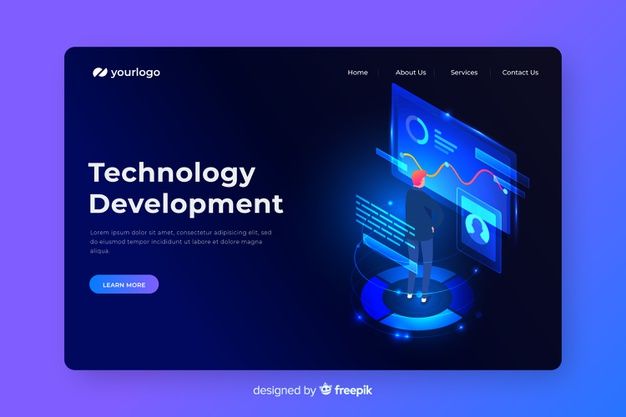 yourlogo
Home
About Us
Services
Contact Us
Technology
Development
Lorem ipsum dolor sit amet, consectetur adipiscing elit, sed
do eiusmod tempor incididunt ut labore et dolore magna
aliqua.
LEARN MORE
designed by freepik